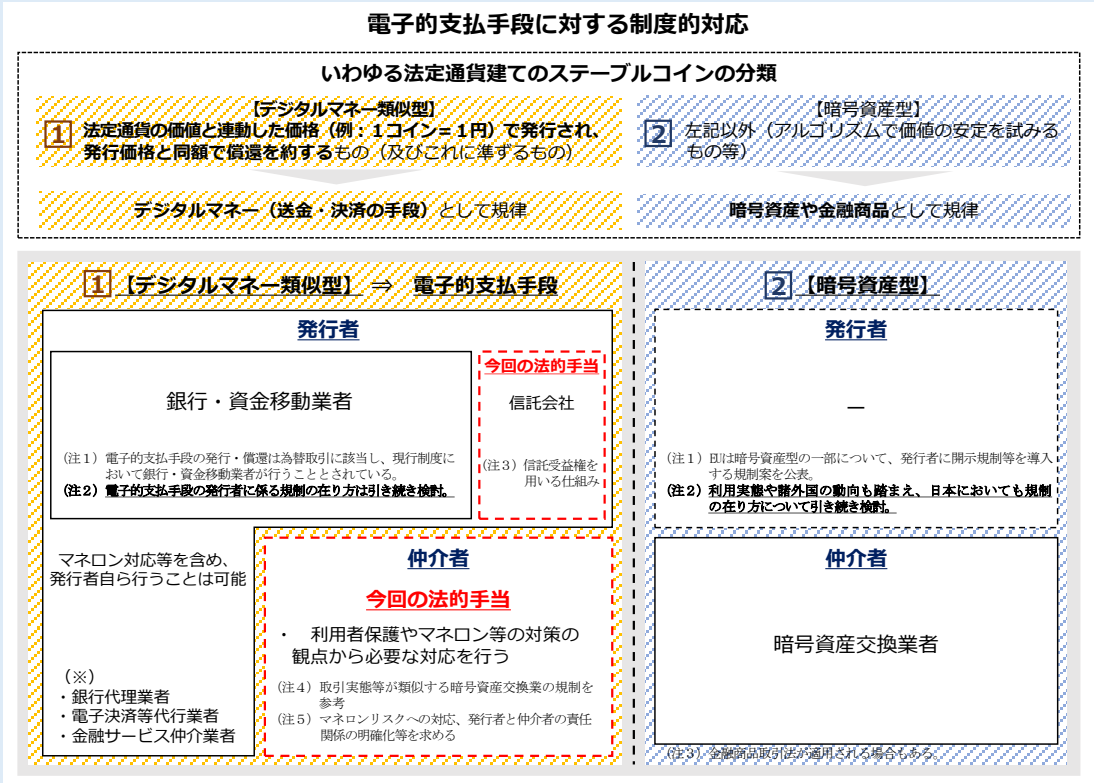 電子的支払手段に対する制度的対応
いわゆる法定通貨建てのステーブルコインの分類
【デジタルマネー類似型】
1 法定通貨の価値と連動した価格（例：１コイン＝１円）で発行され、
発行価格と同額で償還を約するもの（及びこれに準ずるもの）
デジタルマネー（送金・決済の手段）として規律
【暗号資産型】
2 左記以外（アルゴリズムで価値の安定を試みる
もの等）
暗号資産や金融商品として規律
1 【デジタルマネー類似型】 ⇒ 電子的支払手段
発行者
銀行・資金移動業者
（注１）電子的支払手段の発行・償還は為替取引に該当し、現行制度に
おいて銀行・資金移動業者が行うこととされている。
（注２）電子的支払手段の発行者に係る規制の在り方は引き続き検討。
今回の法的手当
信託会社
（注３）信託受益権を
用いる仕組み
マネロン対応等を含め、
発行者自ら行うことは可能
（※）
・銀行代理業者
・電子決済等代行業者
・金融サービス仲介業者
仲介者
今回の法的手当
・ 利用者保護やマネロン等の対策の
観点から必要な対応を行う
（注４）取引実態等が類似する暗号資産交換業の規制を
参考
（注５）マネロンリスクへの対応、発行者と仲介者の責任
関係の明確化等を求める
2 【暗号資産型】
発行者
－
（注１）EUは暗号資産型の一部について、発行者に開示規制等を導入
する規制案を公表。
（注２）利用実態や諸外国の動向も踏まえ、日本においても規制
の在り方について引き続き検討。
仲介者
暗号資産交換業者
（注３）金融商品取引法が適用される場合もある。